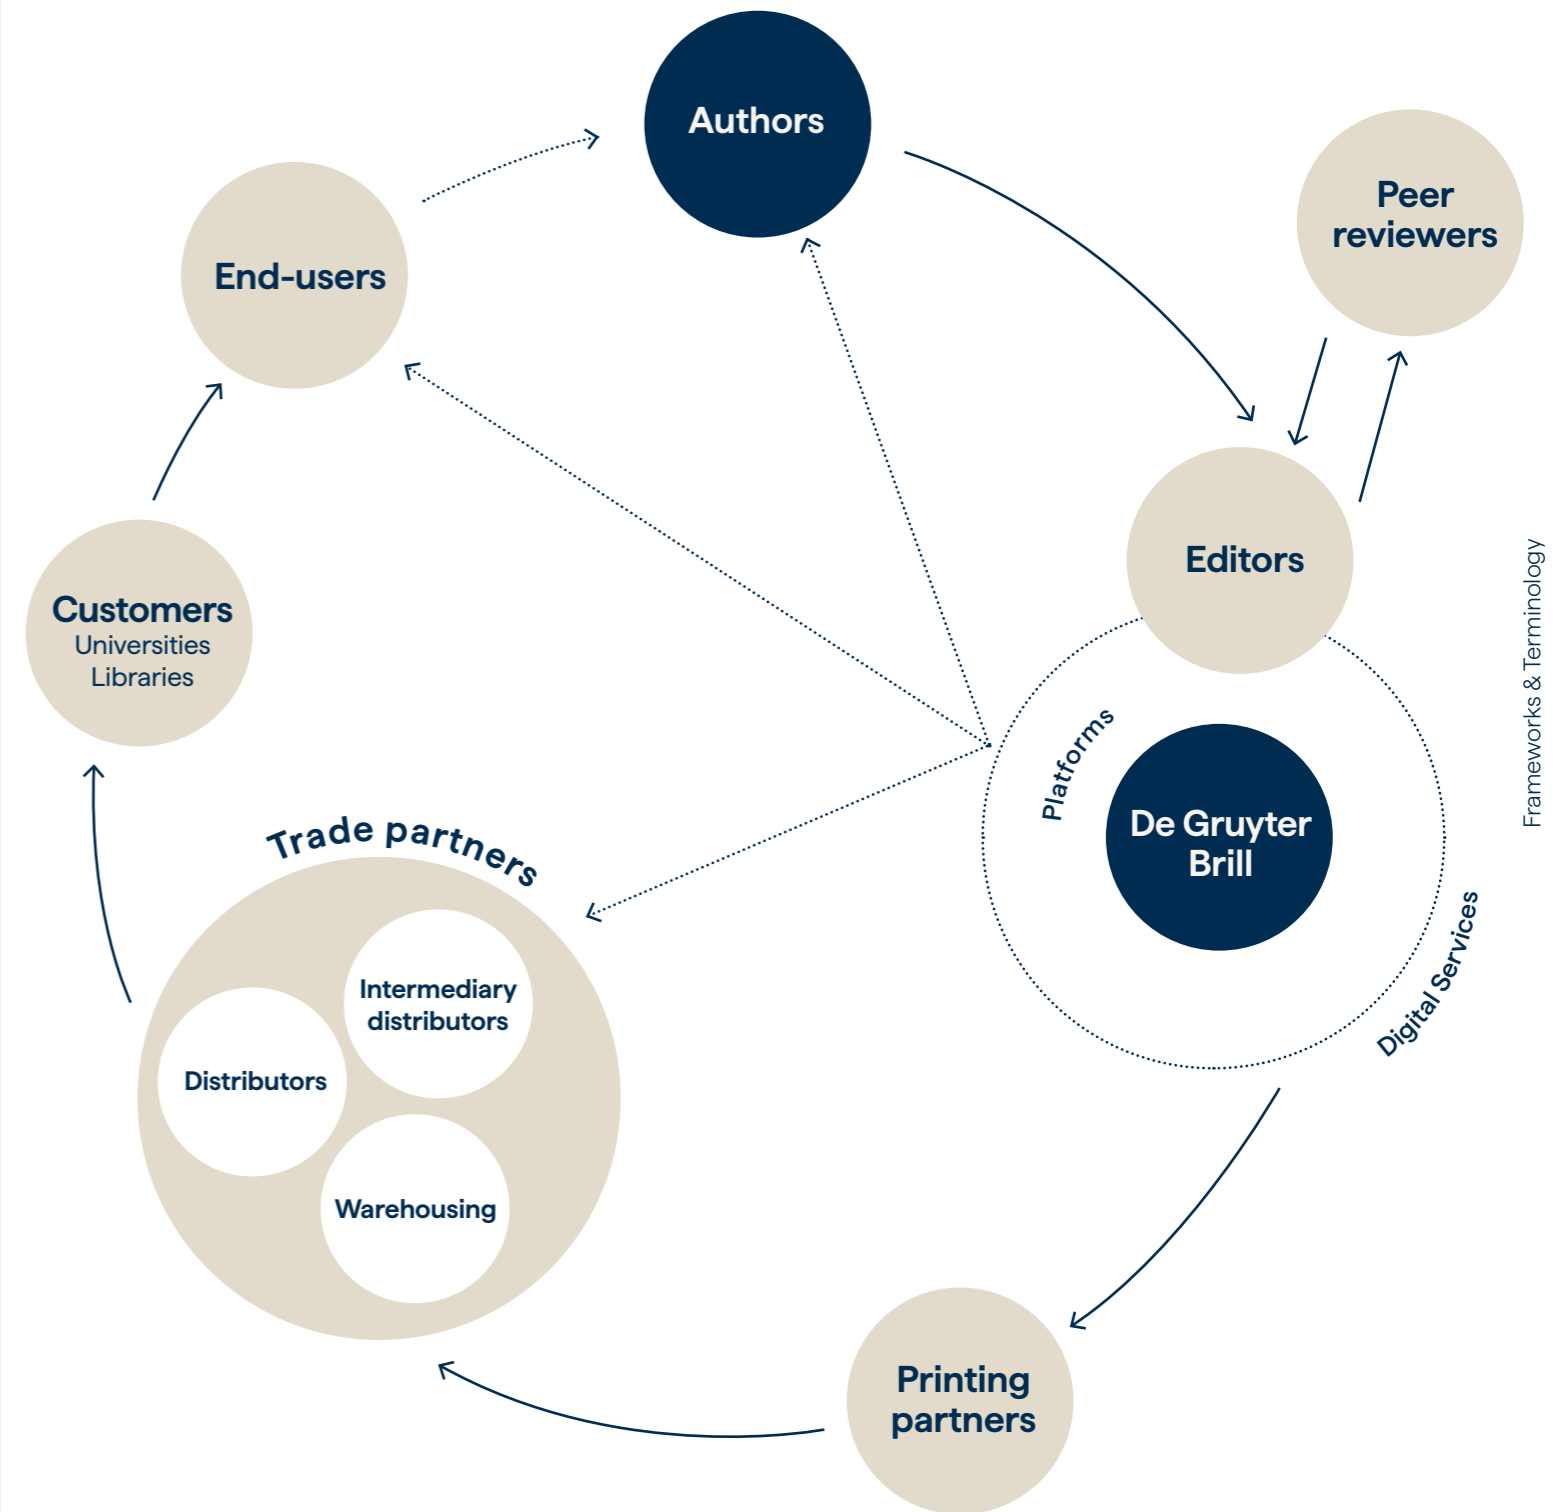 Authors
Peer
reviewers
End-users
Editors
Customers
Universities
Libraries
Platforms
De Gruyter
Brill
Digital Services
Trade partners
Intermediary
distributors
Distributors
Warehousing
Printing
partners
Frameworks & Terminology